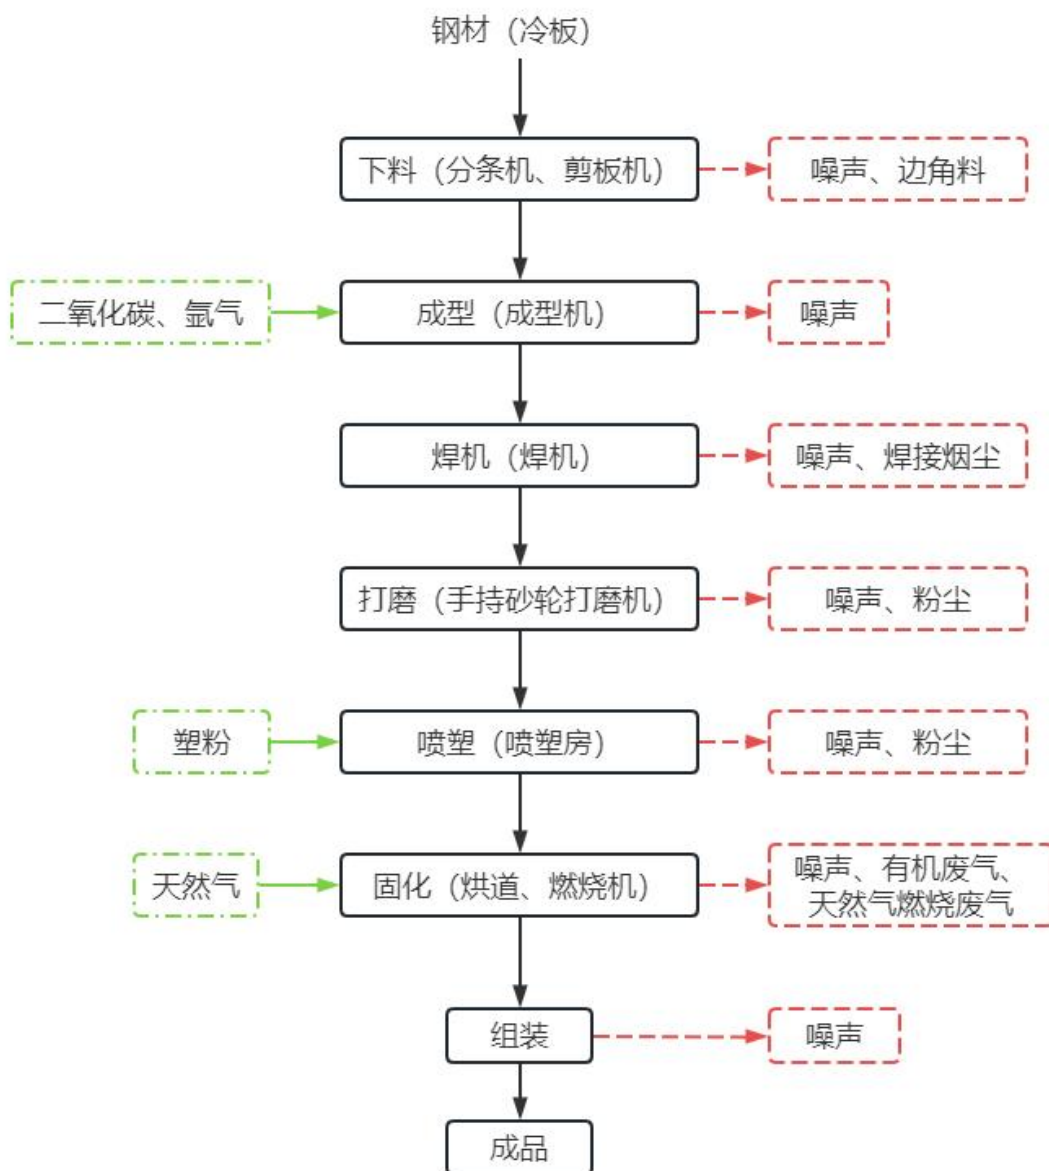 钢材（冷板）
下料（分条机、剪板机）
噪声、边角料
二氧化碳、氩气
成型（成型机）
噪声
焊机（焊机）
噪声、焊接烟尘
打磨（手持砂轮打磨机）
噪声、粉尘
塑粉
喷塑（喷塑房）
噪声、粉尘
天然气
固化（烘道、燃烧机）
噪声、有机废气、
天然气燃烧废气
组装
噪声
成品